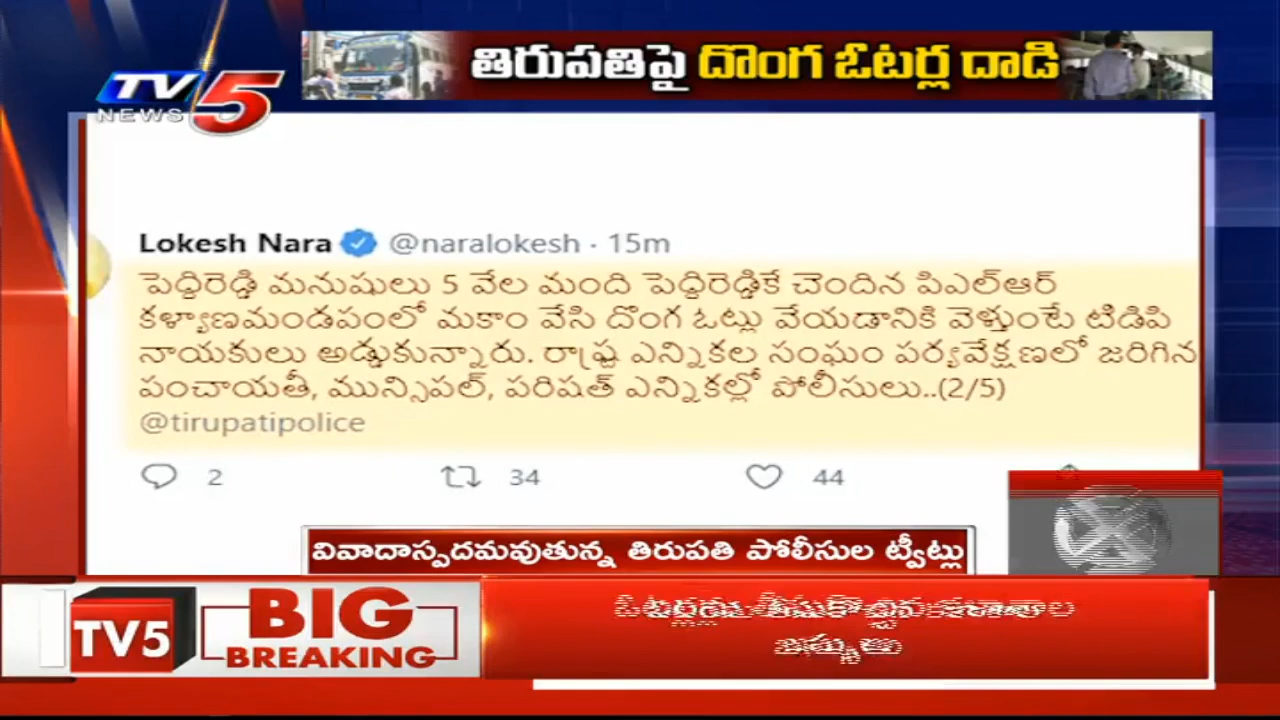 తిరుపతిపై దొంగ ఓటర్ల దాడి
TV5
NEWS
Lokesh Nara @naralokesh · 15m
పెద్దిరెడ్డి మనుషులు 5 వేల మంది పెద్దిరెడ్డికే చెందిన పిఎల్ఆర్
కళ్యాణమండపంలో మకాం వేసి దొంగ ఓట్లు వేయడానికి వెళ్తుంటే టిడిపి
నాయకులు అడ్డుకున్నారు. రాష్ట్ర ఎన్నికల సంఘం పర్యవేక్షణలో జరిగిన
పంచాయతీ, మున్సిపల్, పరిషత్ ఎన్నికల్లో పోలీసులు..(2/5)
@tirupatipolice
2 34 44
వివాదాస్పదమవుతున్న తిరుపతి పోలీసుల ట్వీట్లు
TV5
BIG
BREAKING